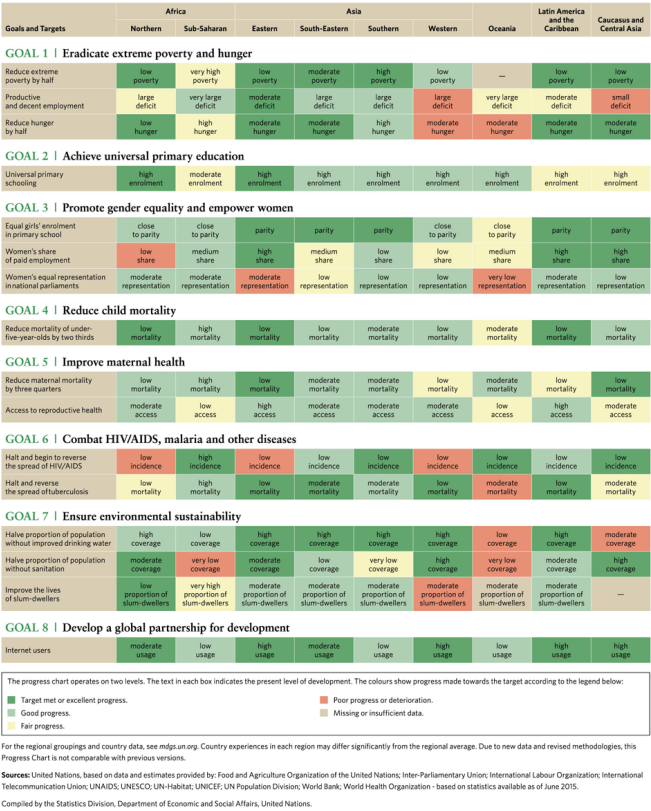 Africa Asia
Goals and Targets Northern Sub-Saharan Eastern South-Eastern Southern Western Oceania Latin America and the Caribbean Caucasus and Central Asia
GOAL 1 | Eradicate extreme poverty and hunger
Reduce extreme poverty by half low poverty very high poverty low poverty moderate poverty high poverty low poverty — low poverty low poverty
Productive and decent employment large deficit very large deficit moderate deficit large deficit large deficit large deficit very large deficit moderate deficit small deficit
Reduce hunger by half low hunger high hunger moderate hunger moderate hunger high hunger moderate hunger moderate hunger moderate hunger moderate hunger
GOAL 2 | Achieve universal primary education
Universal primary schooling high enrolment moderate enrolment high enrolment high enrolment high enrolment high enrolment high enrolment high enrolment high enrolment
GOAL 3 | Promote gender equality and empower women
Equal girls' enrolment in primary school close to parity close to parity parity parity parity close to parity close to parity parity parity
Women's share of paid employment low share medium share high share medium share low share low share medium share high share high share
Women's equal representation in national parliaments moderate representation moderate representation moderate representation low representation low representation low representation very low representation moderate representation low representation
GOAL 4 | Reduce child mortality
Reduce mortality of under-five-year-olds by two thirds low mortality high mortality low mortality low mortality moderate mortality low mortality moderate mortality low mortality low mortality
GOAL 5 | Improve maternal health
Reduce maternal mortality by three quarters low mortality high mortality low mortality moderate mortality moderate mortality low mortality moderate mortality low mortality low mortality
Access to reproductive health moderate access low access high access moderate access moderate access moderate access low access high access moderate access
GOAL 6 | Combat HIV/AIDS, malaria and other diseases
Halt and begin to reverse the spread of HIV/AIDS low incidence high incidence low incidence low incidence low incidence low incidence low incidence low incidence low incidence
Halt and reverse the spread of tuberculosis low mortality high mortality low mortality moderate mortality moderate mortality low mortality moderate mortality low mortality moderate mortality
GOAL 7 | Ensure environmental sustainability
Halve proportion of population without improved drinking water high coverage low coverage high coverage high coverage high coverage high coverage low coverage high coverage moderate coverage
Halve proportion of population without sanitation moderate coverage very low coverage moderate coverage low coverage very low coverage high coverage very low coverage moderate coverage high coverage
Improve the lives of slum-dwellers low proportion of slum-dwellers very high proportion of slum-dwellers moderate proportion of slum-dwellers moderate proportion of slum-dwellers moderate proportion of slum-dwellers moderate proportion of slum-dwellers moderate proportion of slum-dwellers moderate proportion of slum-dwellers —
GOAL 8 | Develop a global partnership for development
Internet users moderate usage low usage high usage moderate usage low usage high usage low usage high usage high usage
The progress chart operates on two levels. The text in each box indicates the present level of development. The colours show progress made towards the target according to the legend below:
Target met or excellent progress. Poor progress or deterioration.
Good progress. Missing or insufficient data.
Fair progress.
For the regional groupings and country data, see mdgs.un.org. Country experiences in each region may differ significantly from the regional average. Due to new data and revised methodologies, this
Progress Chart is not comparable with previous versions.
Sources: United Nations, based on data and estimates provided by: Food and Agriculture Organization of the United Nations; Inter-Parliamentary Union; International Labour Organization; International
Telecommunication Union; UNAIDS; UNESCO; UN-Habitat; UNICEF; UN Population Division; World Bank; World Health Organization - based on statistics available as of June 2015.
Compiled by the Statistics Division, Department of Economic and Social Affairs, United Nations.